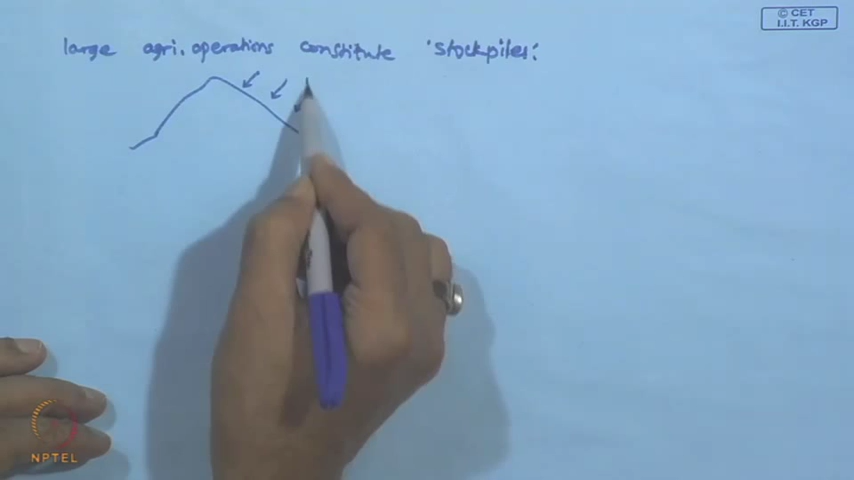 © CET
I.I.T. KGP
large agri. operations constitute 'stockpiles:
NPTEL